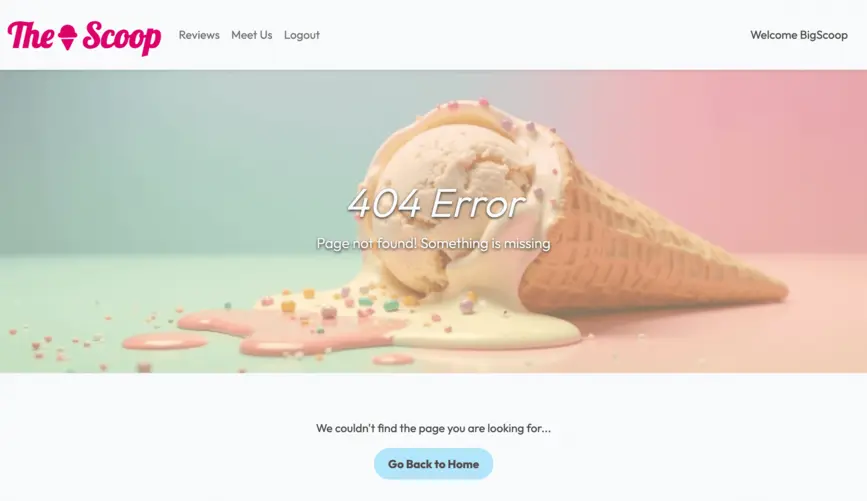 The Scoop
Reviews Meet Us Logout
Welcome BigScoop
404 Error
Page not found! Something is missing
We couldn't find the page you are looking for...
Go Back to Home